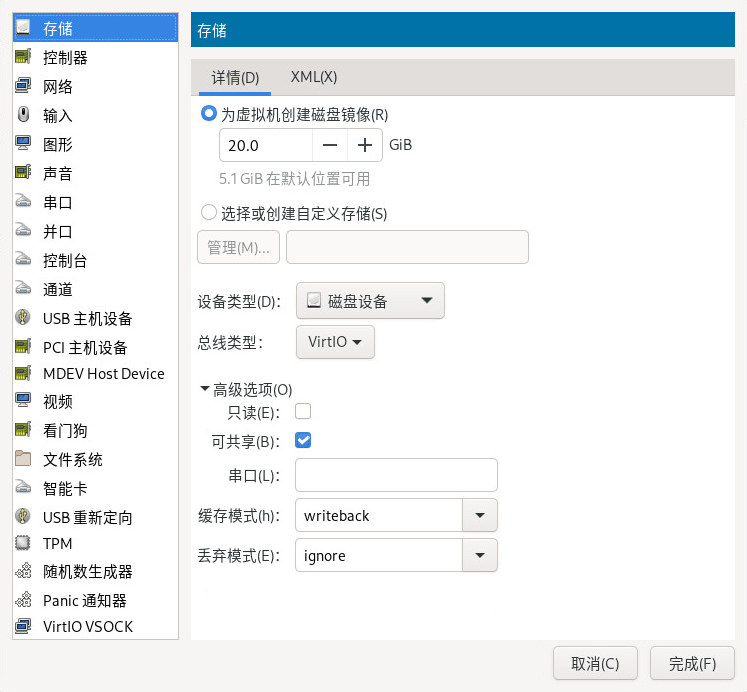 存储
控制器
网络
输入
图形
声音
串口
并口
控制台
通道
USB 主机设备
PCI 主机设备
MDEV Host Device
视频
看门狗
文件系统
智能卡
USB 重新定向
TPM
随机数生成器
Panic 通知器
VirtIO VSOCK
存储
详情(D) XML(X)
为虚拟机创建磁盘镜像(R)
20.0 GiB
5.1 GiB 在默认位置可用
选择或创建自定义存储(S)
管理(M)...
设备类型(D)： 磁盘设备
总线类型： VirtIO
高级选项(O)
只读(E)：
可共享(B)：
串口(L)：
缓存模式(h)： writeback
丢弃模式(E)： ignore
取消(C) 完成(F)